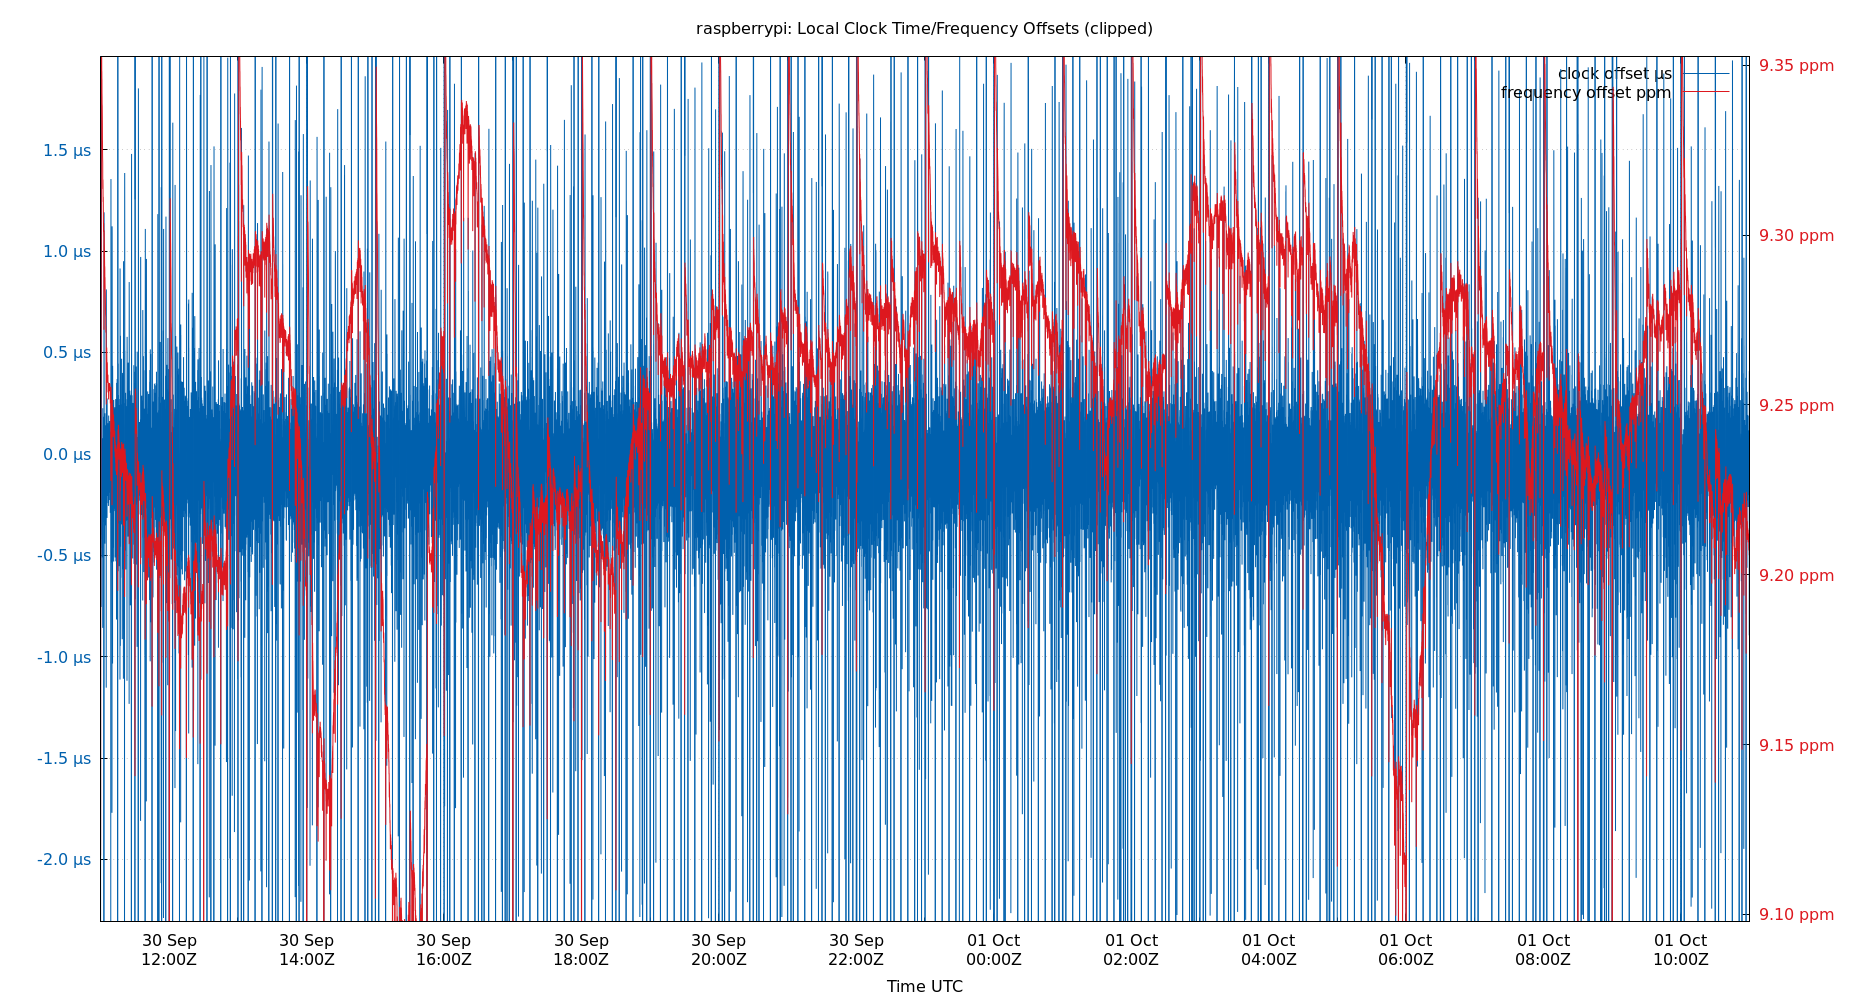 raspberrypi: Local Clock Time/Frequency Offsets (clipped)
clock offset µs
frequency offset ppm
1.5 µs
1.0 µs
0.5 µs
0.0 µs
-0.5 µs
-1.0 µs
-1.5 µs
-2.0 µs
9.35 ppm
9.30 ppm
9.25 ppm
9.20 ppm
9.15 ppm
9.10 ppm
30 Sep 30 Sep 30 Sep 30 Sep 30 Sep 30 Sep 01 Oct 01 Oct 01 Oct 01 Oct 01 Oct 01 Oct
12:00Z 14:00Z 16:00Z 18:00Z 20:00Z 22:00Z 00:00Z 02:00Z 04:00Z 06:00Z 08:00Z 10:00Z
Time UTC